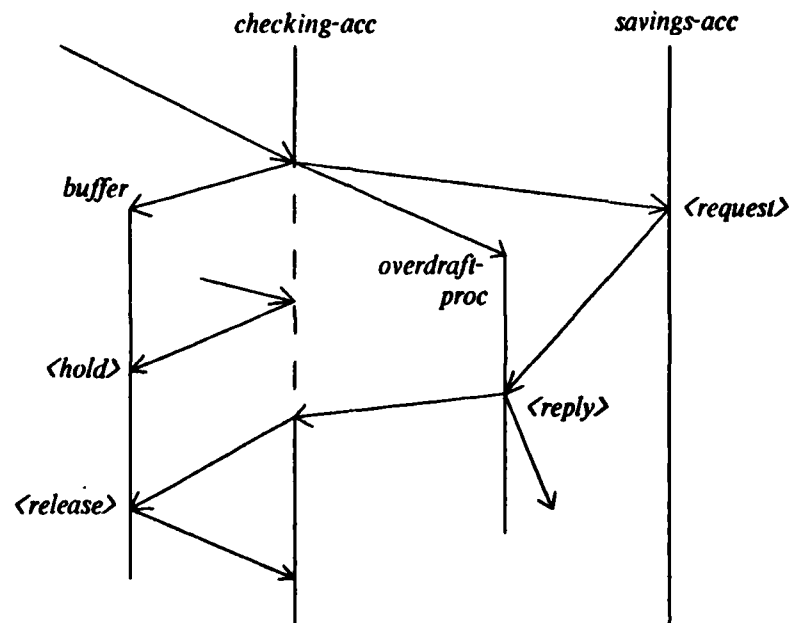 checking-acc
savings-acc
buffer
<request>
overdraft-
proc
<hold>
<reply>
<release>